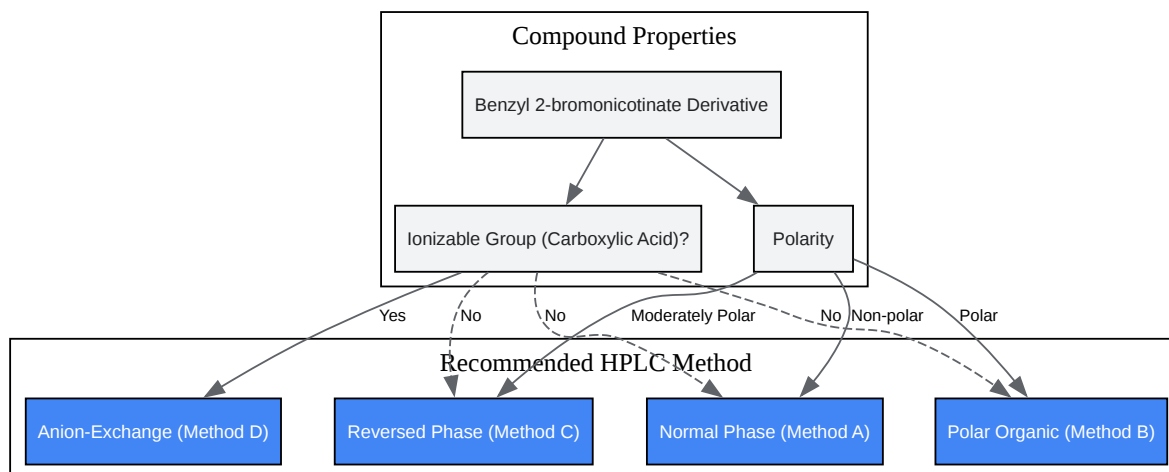 Compound Properties
Benzyl 2-bromonicotinate Derivative
Ionizable Group (Carboxylic Acid)?
Polarity
Yes
No
No
Moderately Polar
No
Non-polar
Polar
Recommended HPLC Method
Anion-Exchange (Method D)
Reversed Phase (Method C)
Normal Phase (Method A)
Polar Organic (Method B)